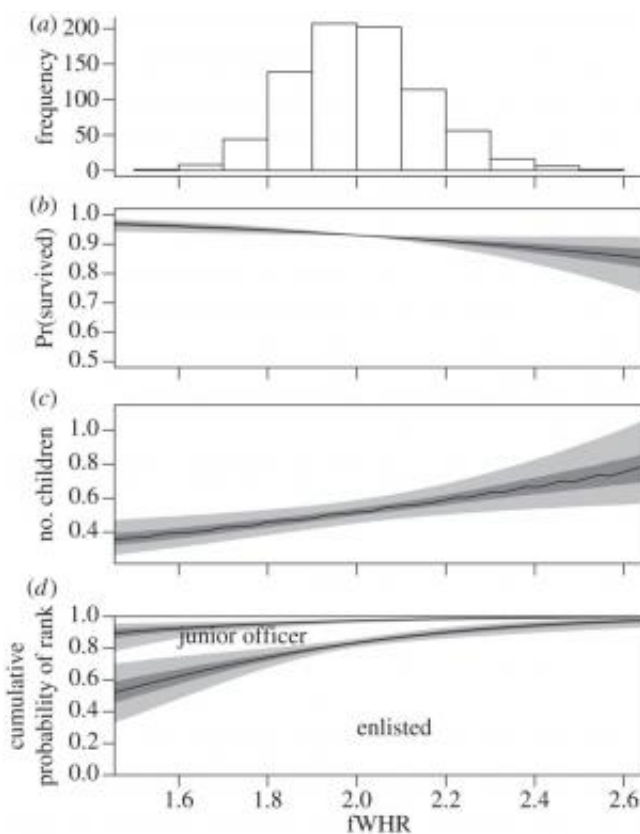 (a)
200
150
100
50
0
frequency
(b)
1.0
0.9
0.8
0.7
0.6
0.5
Pr(survived)
(c)
1.0
0.8
0.6
0.4
no. children
(d)
1.0
0.8
0.6
0.4
0.2
0.0
cumulative
probability of rank
junior officer
enlisted
1.6 1.8 2.0 2.2 2.4 2.6
fWHR